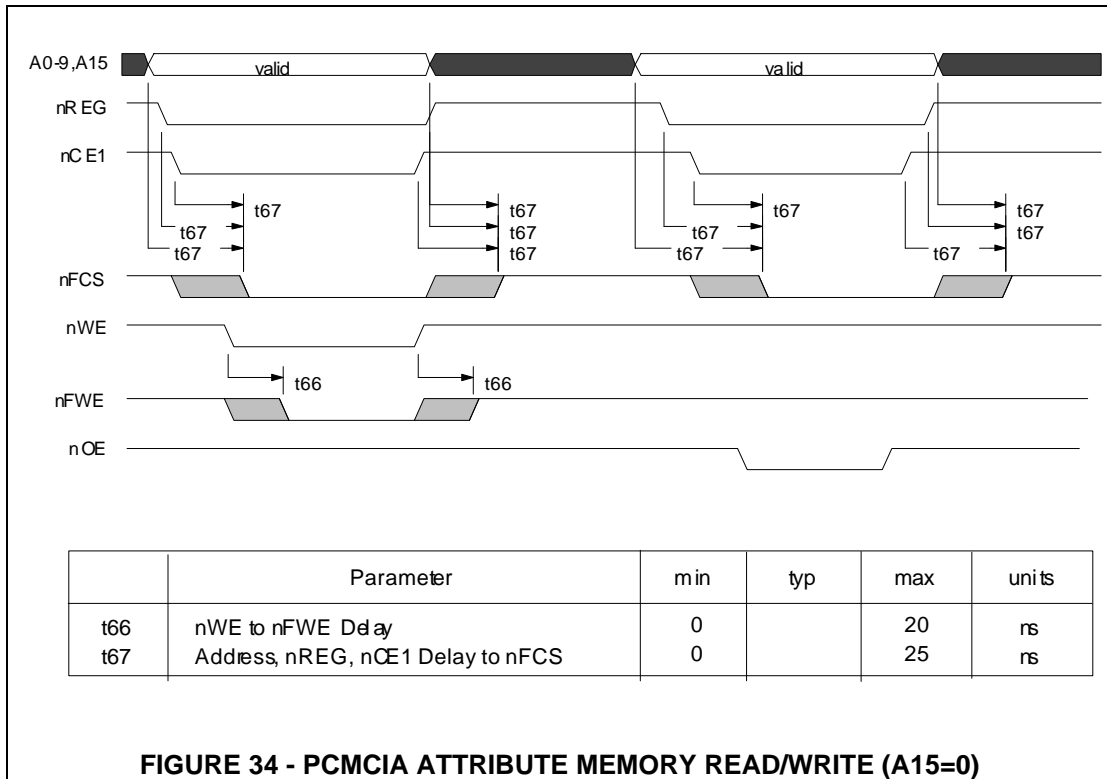 A0-9,A15
valid
valid
nREG
nCE1
t67
t67
t67
t67
t67
t67
t67
t67
t67
t67
t67
t67
nFCS
nWE
t66
t66
nFWE
nOE
Parameter min typ max units
t66 nWE to nFWE Delay 0 20 ns
t67 Address, nREG, nCE1 Delay to nFCS 0 25 ns
FIGURE 34 - PCMCIA ATTRIBUTE MEMORY READ/WRITE (A15=0)